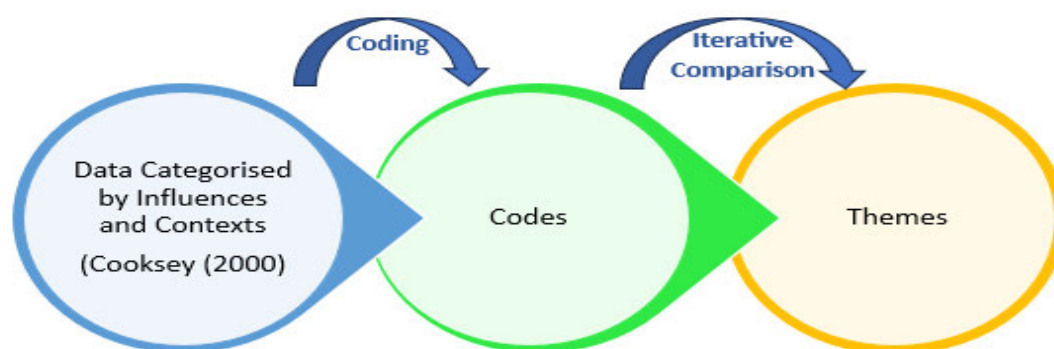 Coding
Iterative
Comparison
Data Categorised
by Influences
and Contexts
(Cooksey (2000)
Codes
Themes